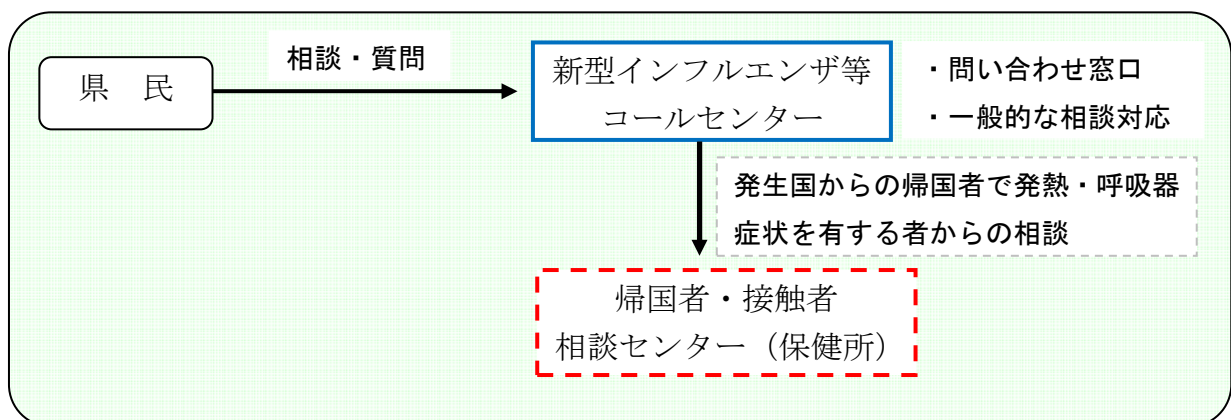 県　民
相談・質問
新型インフルエンザ等
コールセンター
・問い合わせ窓口
・一般的な相談対応
発生国からの帰国者で発熱・呼吸器
症状を有する者からの相談
帰国者・接触者
相談センター（保健所）